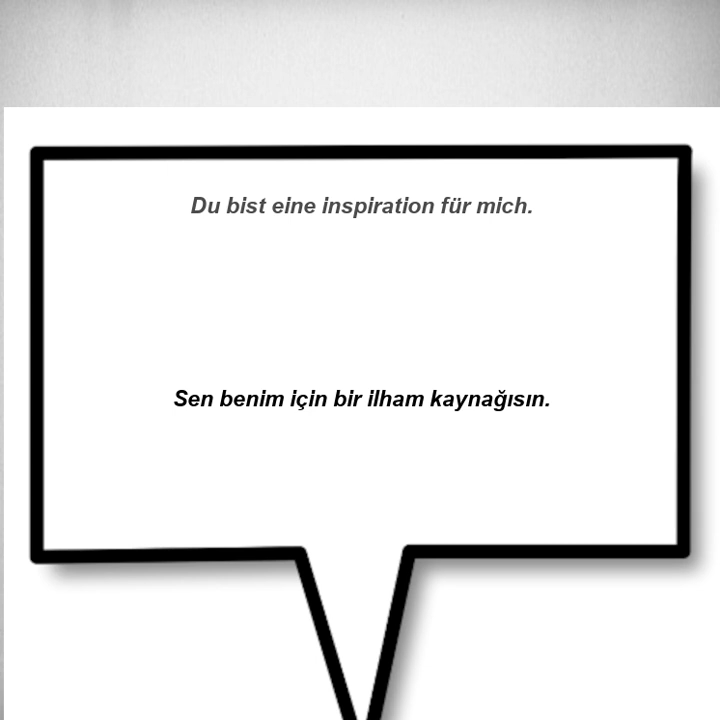 Du bist eine inspiration für mich.
Sen benim için bir ilham kaynağısın.